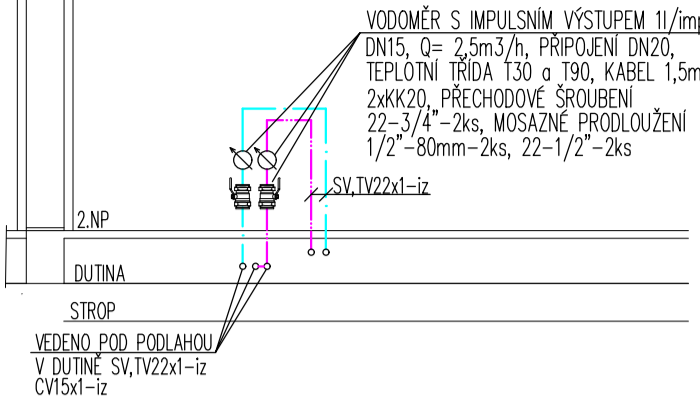 VODOMĚR S IMPULSNÍM VÝSTUPEM 1l/imp
DN15, Q= 2,5m3/h, PŘIPOJENÍ DN20,
TEPLOTNÍ TŘÍDA T30 a T90, KABEL 1,5m
2xKK20, PŘECHODOVÉ ŠROUBENÍ
22-3/4"-2ks, MOSAZNÉ PRODLOUŽENÍ
1/2"-80mm-2ks, 22-1/2"-2ks
SV,TV22x1-iz
2.NP
DUTINA
STROP
VEDENO POD PODLAHOU
V DUTINĚ SV,TV22x1-iz
CV15x1-iz